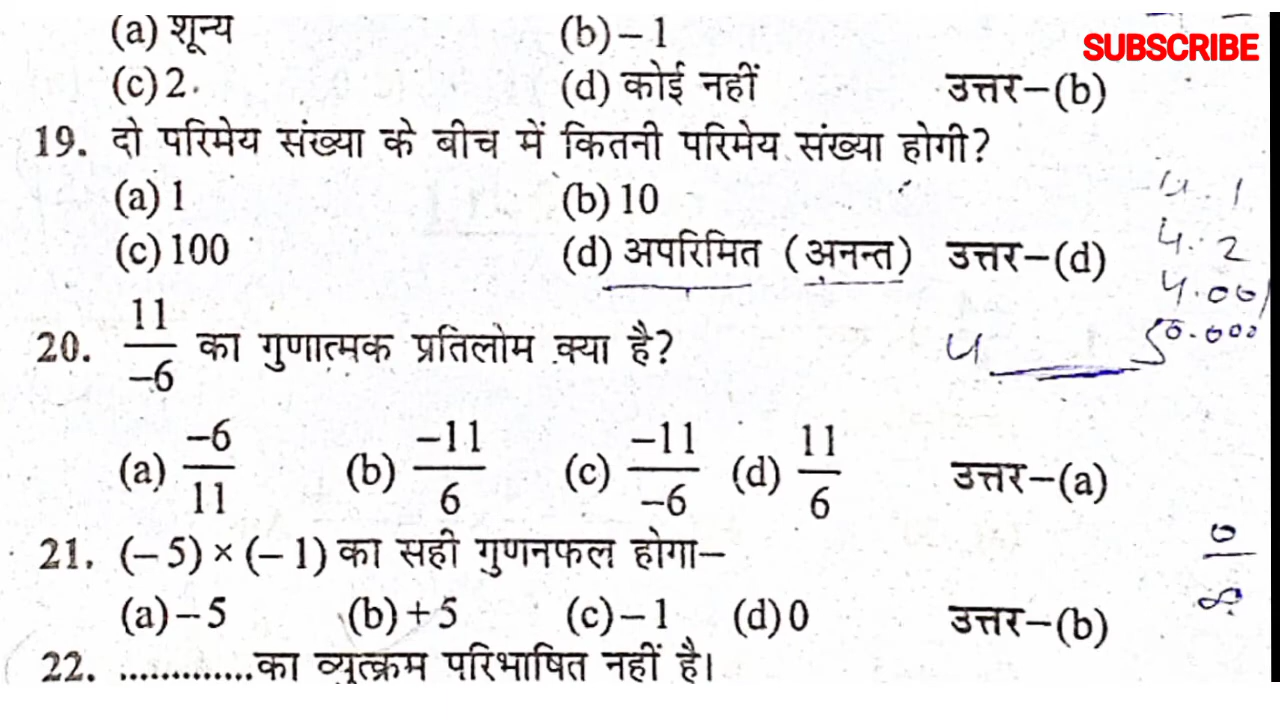 (a) शून्य (b) – 1
SUBSCRIBE
(c) 2. (d) कोई नहीं उत्तर–(b)
19. दो परिमेय संख्या के बीच में कितनी परिमेय संख्या होगी?
(a) 1 (b) 10
4.1
(c) 100 (d) अपरिमित (अनन्त) उत्तर–(d)
4.2
4.001
20. 11/–6 का गुणात्मक प्रतिलोम क्या है?
4 50.000
(a) –6/11 (b) –11/6 (c) –11/–6 (d) 11/6 उत्तर–(a)
21. (– 5) × (– 1) का सही गुणनफल होगा–
0/∞
(a) – 5 (b) + 5 (c) – 1 (d) 0 उत्तर–(b)
22. .............का व्युत्क्रम परिभाषित नहीं है।